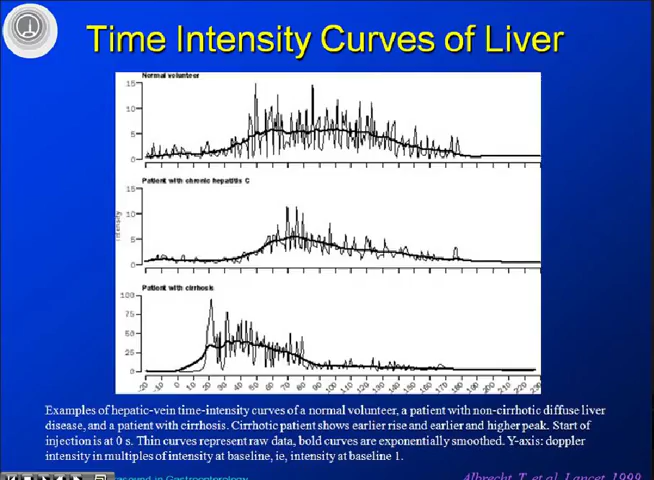 Time Intensity Curves of Liver
Normal volunteer
15
10
5
0
Patient with chronic hepatitis C
15
10
5
0
Intensity
Patient with cirrhosis
100
75
50
25
0
-20 -10 0 10 20 30 40 50 60 70 80 90 100 110 120 130 140 150 160 170 180 190 200 210 220 230
Examples of hepatic-vein time-intensity curves of a normal volunteer, a patient with non-cirrhotic diffuse liver
disease, and a patient with cirrhosis. Cirrhotic patient shows earlier rise and earlier and higher peak. Start of
injection is at 0 s. Thin curves represent raw data, bold curves are exponentially smoothed. Y-axis: doppler
intensity in multiples of intensity at baseline, ie, intensity at baseline 1.
in Gastroenterology
Albrecht, T. et al. Lancet, 1999